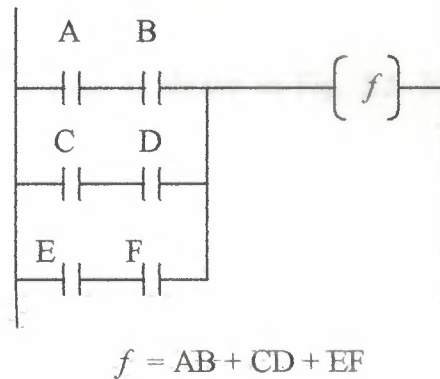 A B
f
C D
E F
f = AB + CD + EF